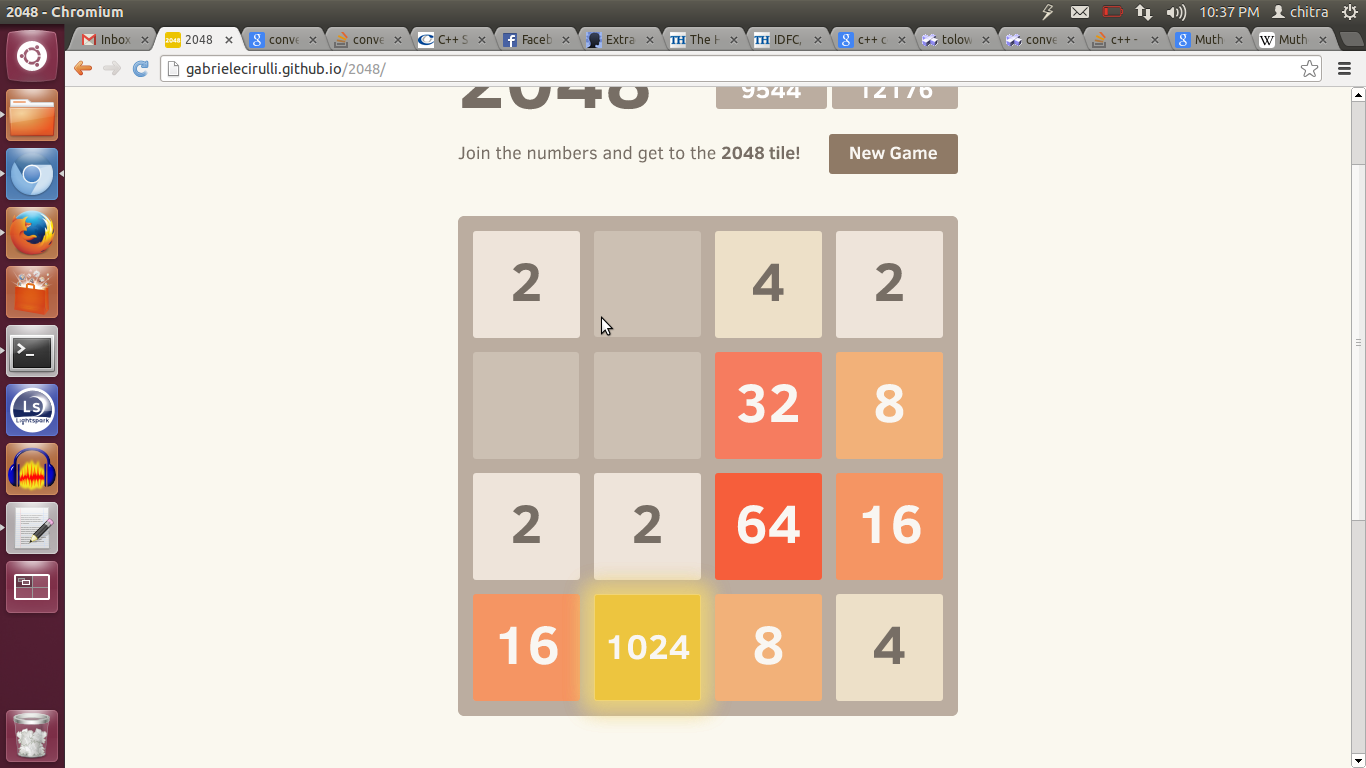 2048 - Chromium 10:37 PM chitra
Inbox 2048 conve conve C++ S Faceb Extra The H IDFC, c++ c tolow conve c++ - Muth Muth
gabrielecirulli.github.io/2048/
2048 9544 12176
Join the numbers and get to the 2048 tile! New Game
2 4 2
32 8
2 2 64 16
16 1024 8 4
Ls
Lightspark